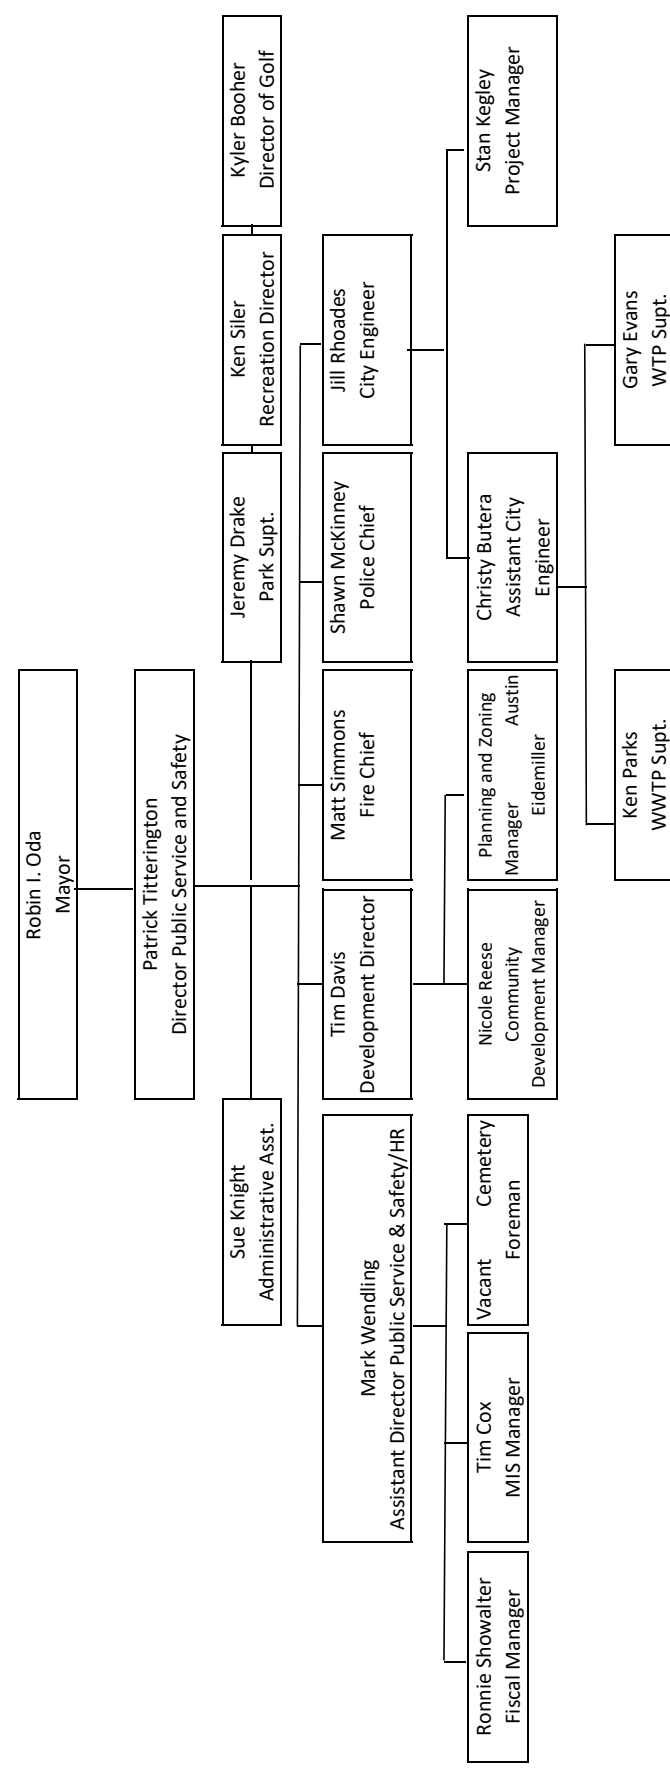 Robin I. Oda
Mayor
Patrick Titterington
Director Public Service and Safety
Sue Knight
Administrative Asst.
Jeremy Drake
Park Supt.
Ken Siler
Recreation Director
Kyler Booher
Director of Golf
Mark Wendling
Assistant Director Public Service & Safety/HR
Tim Davis
Development Director
Matt Simmons
Fire Chief
Shawn McKinney
Police Chief
Jill Rhoades
City Engineer
Ronnie Showalter
Fiscal Manager
Tim Cox
MIS Manager
Vacant Cemetery
Foreman
Nicole Reese
Community
Development Manager
Planning and Zoning
Manager Austin
Eidemiller
Christy Butera
Assistant City
Engineer
Stan Kegley
Project Manager
Ken Parks
WWTP Supt.
Gary Evans
WTP Supt.